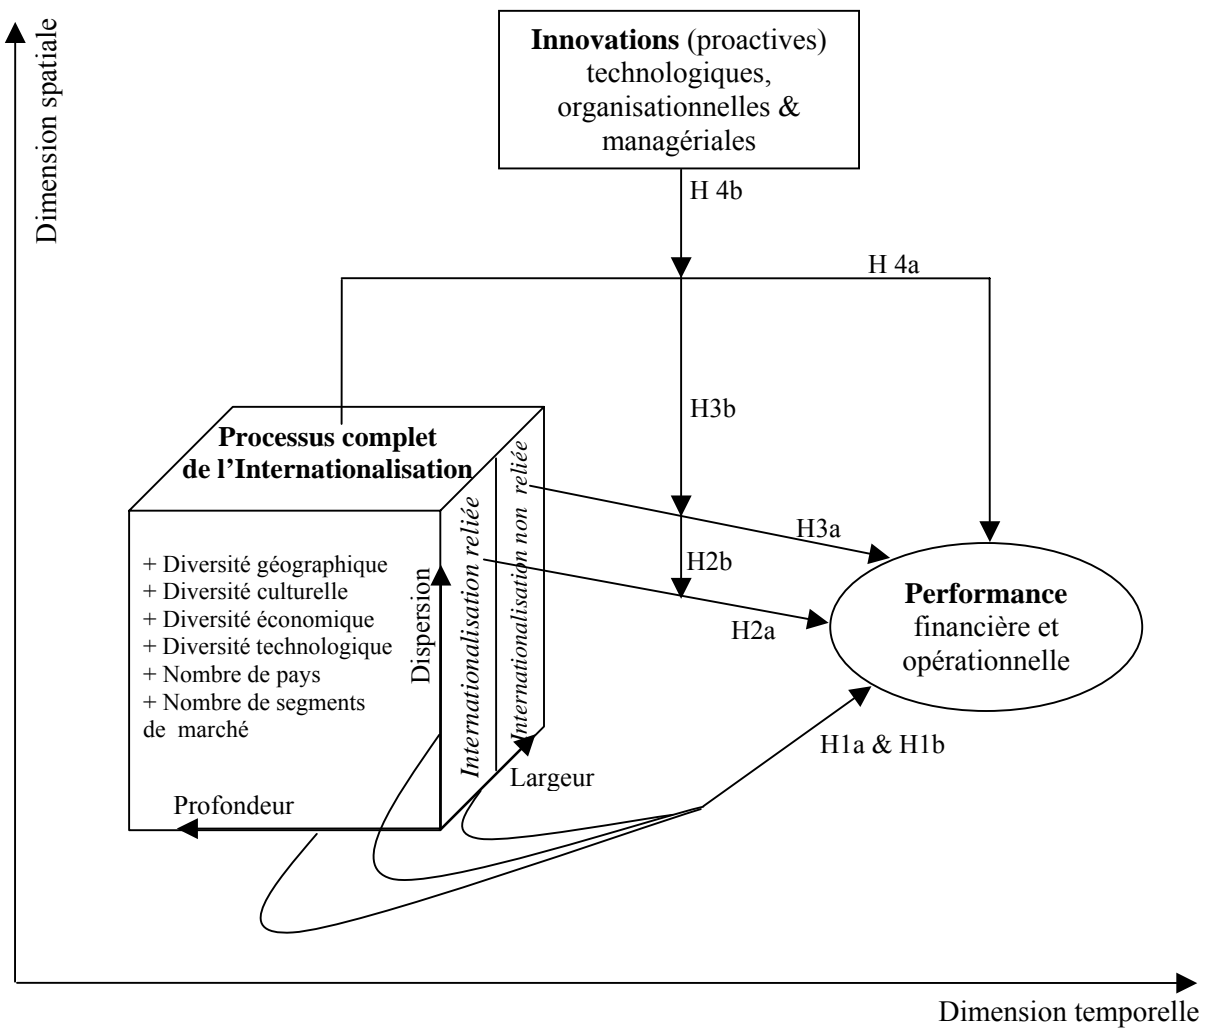 Dimension spatiale
Innovations (proactives)
technologiques,
organisationnelles &
managériales
H 4b
H 4a
H3b
Processus complet
de l'Internationalisation
Internationalisation reliée
Internationalisation non reliée
H3a
+ Diversité géographique
+ Diversité culturelle
+ Diversité économique
+ Diversité technologique
+ Nombre de pays
+ Nombre de segments
de marché
Dispersion
H2b
H2a
Performance
financière et
opérationnelle
H1a & H1b
Largeur
Profondeur
Dimension temporelle